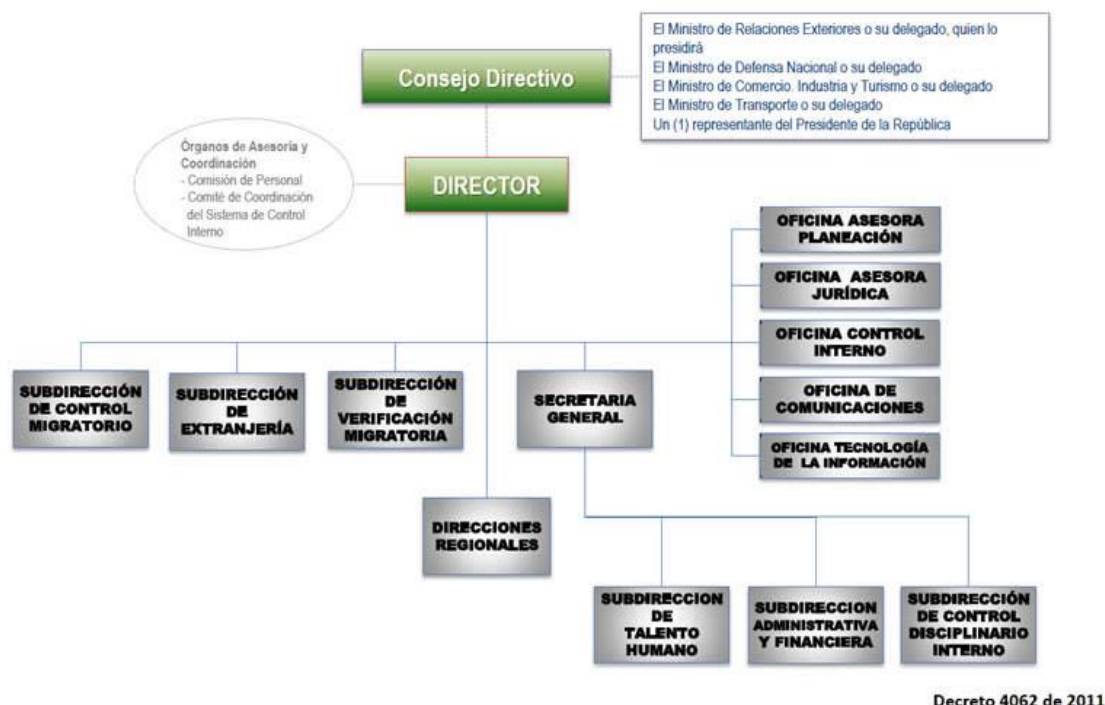 El Ministro de Relaciones Exteriores o su delegado, quien lo
presidirá
El Ministro de Defensa Nacional o su delegado
El Ministro de Comercio. Industria y Turismo o su delegado
El Ministro de Transporte o su delegado
Un (1) representante del Presidente de la República
Consejo Directivo
Órganos de Asesoría y
Coordinación
- Comisión de Personal
- Comité de Coordinación
del Sistema de Control
Interno
DIRECTOR
OFICINA ASESORA
PLANEACIÓN
OFICINA ASESORA
JURÍDICA
OFICINA CONTROL
INTERNO
OFICINA DE
COMUNICACIONES
OFICINA TECNOLOGÍA
DE LA INFORMACIÓN
SUBDIRECCIÓN
DE CONTROL
MIGRATORIO
SUBDIRECCIÓN
DE
EXTRANJERÍA
SUBDIRECCIÓN
DE
VERIFICACIÓN
MIGRATORIA
SECRETARIA
GENERAL
DIRECCIONES
REGIONALES
SUBDIRECCION
DE
TALENTO
HUMANO
SUBDIRECCION
ADMINISTRATIVA
Y FINANCIERA
SUBDIRECCIÓN
DE CONTROL
DISCIPLINARIO
INTERNO
Decreto 4062 de 2011